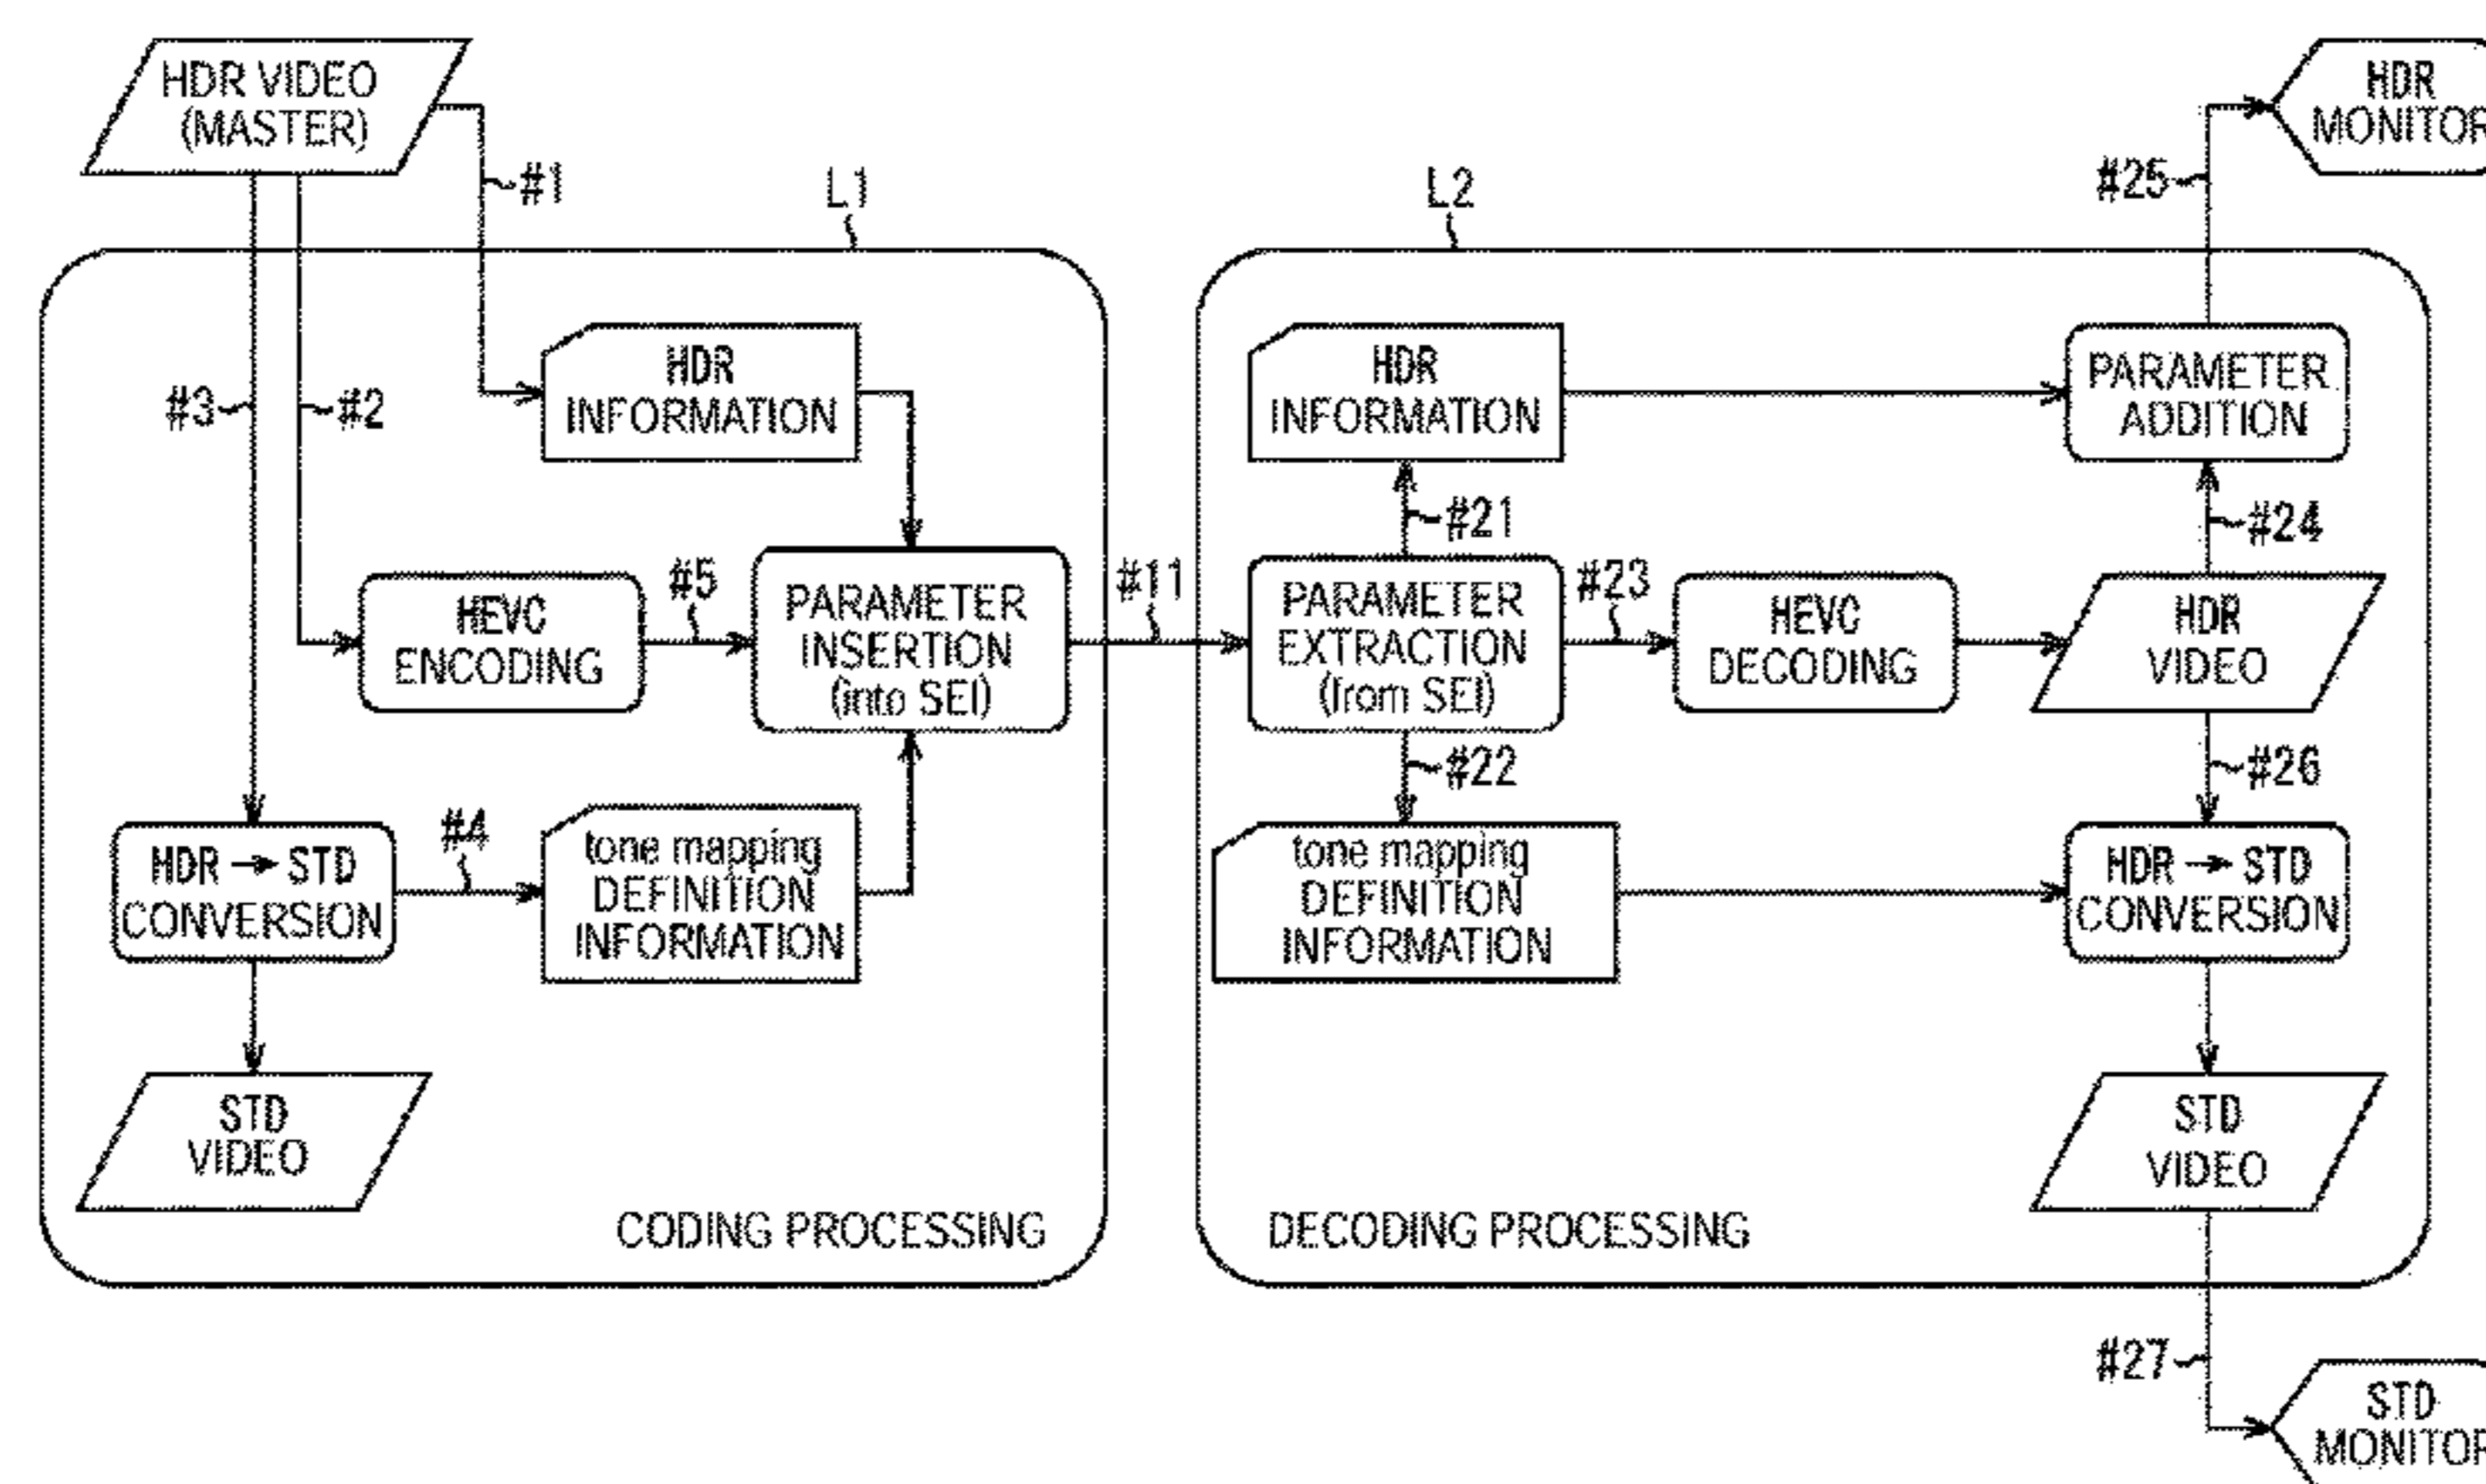 HDR VIDEO
(MASTER)
#1
L1
L2
#25
HDR
MONITOR
#3
#2
HDR
INFORMATION
HDR
INFORMATION
PARAMETER
ADDITION
#21
#24
HEVC
ENCODING
#5
PARAMETER
INSERTION
(into SEI)
#11
PARAMETER
EXTRACTION
(from SEI)
#23
HEVC
DECODING
HDR
VIDEO
#22
#26
HDR → STD
CONVERSION
#4
tone mapping
DEFINITION
INFORMATION
tone mapping
DEFINITION
INFORMATION
HDR → STD
CONVERSION
STD
VIDEO
STD
VIDEO
CODING PROCESSING
DECODING PROCESSING
#27
STD
MONITOR